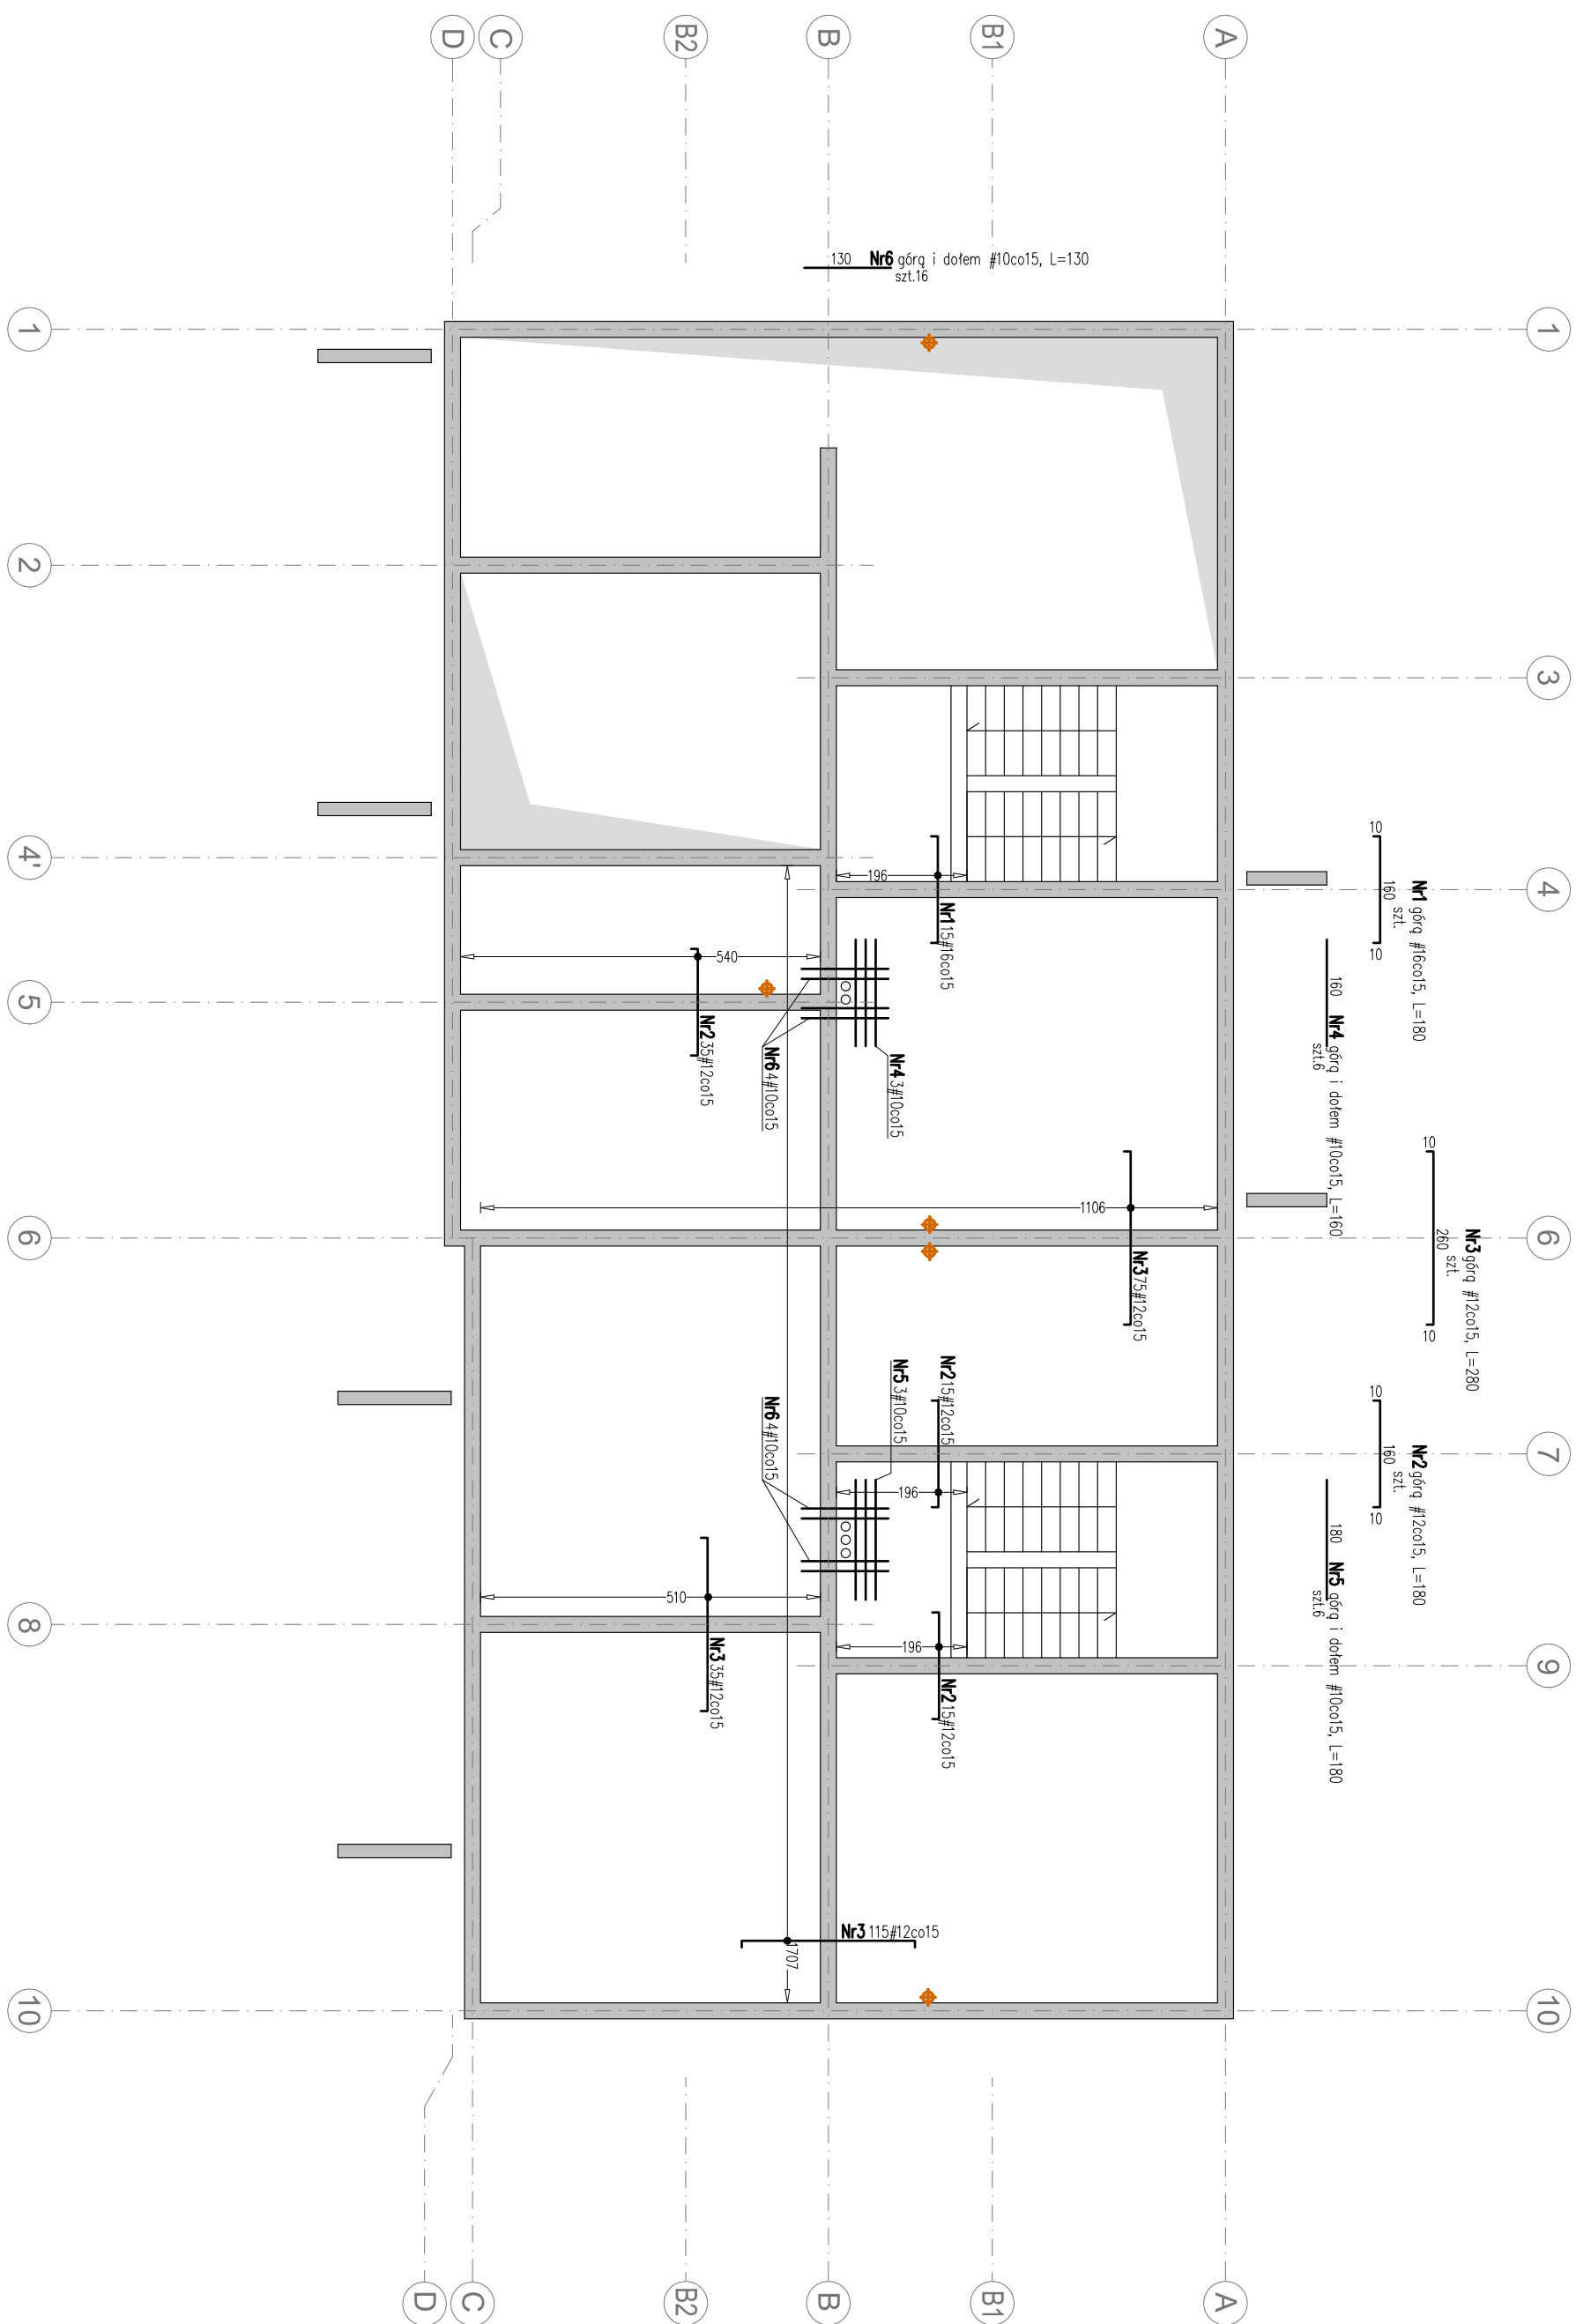 D
C
B2
B
B1
A
130 Nr6 górą i dołem #10co15, L=130
szt.16
1
1
2
3
10
160
10
Nr1 górą #16co15, L=180
szt.
196
Nr1 15#16co15
4'
4
160 Nr4 górą i dołem #10co15, L=160
szt.6
540
Nr2 35#12co15
Nr6 4#10co15
Nr4 3#10co15
5
10
260
10
Nr3 górą #12co15, L=280
szt.
1106
Nr3 75#12co15
6
6
Nr2 15#12co15
Nr5 3#10co15
Nr6 4#10co15
10
160
10
Nr2 górą #12co15, L=180
szt.
7
196
180 Nr5 górą i dołem #10co15, L=180
szt.6
510
Nr3 35#12co15
8
196
Nr2 15#12co15
9
Nr3 115#12co15
1707
10
10
D
C
B2
B
B1
A